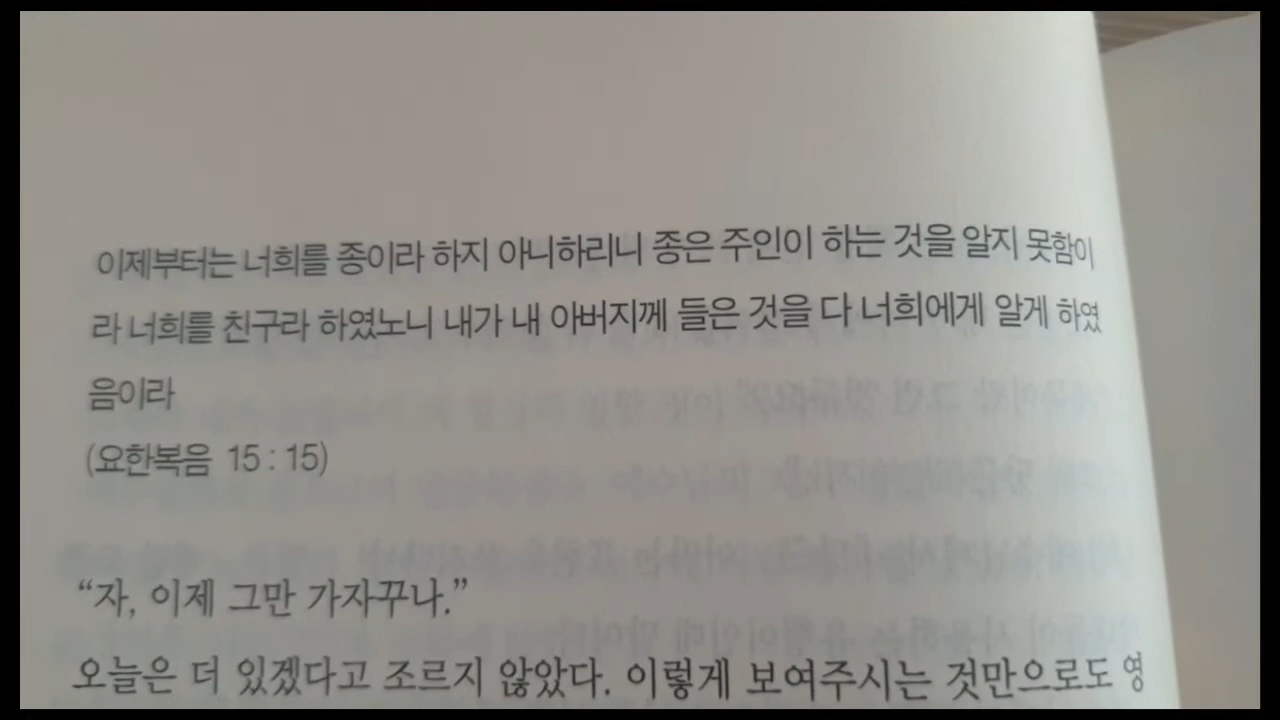 이제부터는 너희를 종이라 하지 아니하리니 종은 주인이 하는 것을 알지 못함이
라 너희를 친구라 하였노니 내가 내 아버지께 들은 것을 다 너희에게 알게 하였
음이라
(요한복음 15 : 15)
“자, 이제 그만 가자꾸나.”
오늘은 더 있겠다고 조르지 않았다. 이렇게 보여주시는 것만으로도 영